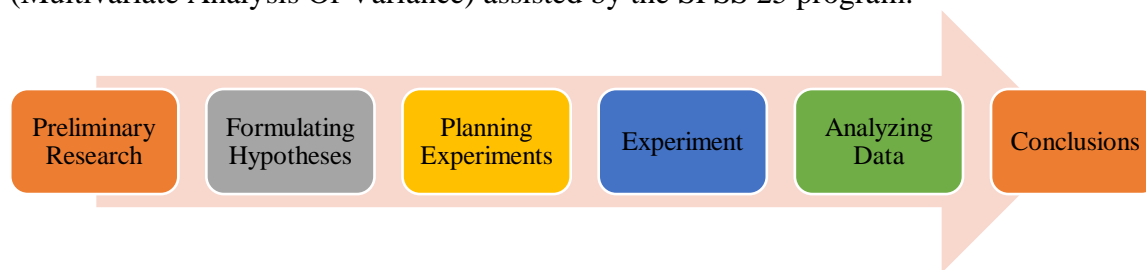 (Multivariate Analysis Of Variance) assisted by the SPSS 25 program.
Preliminary
Research
Formulating
Hypotheses
Planning
Experiments
Experiment
Analyzing
Data
Conclusions